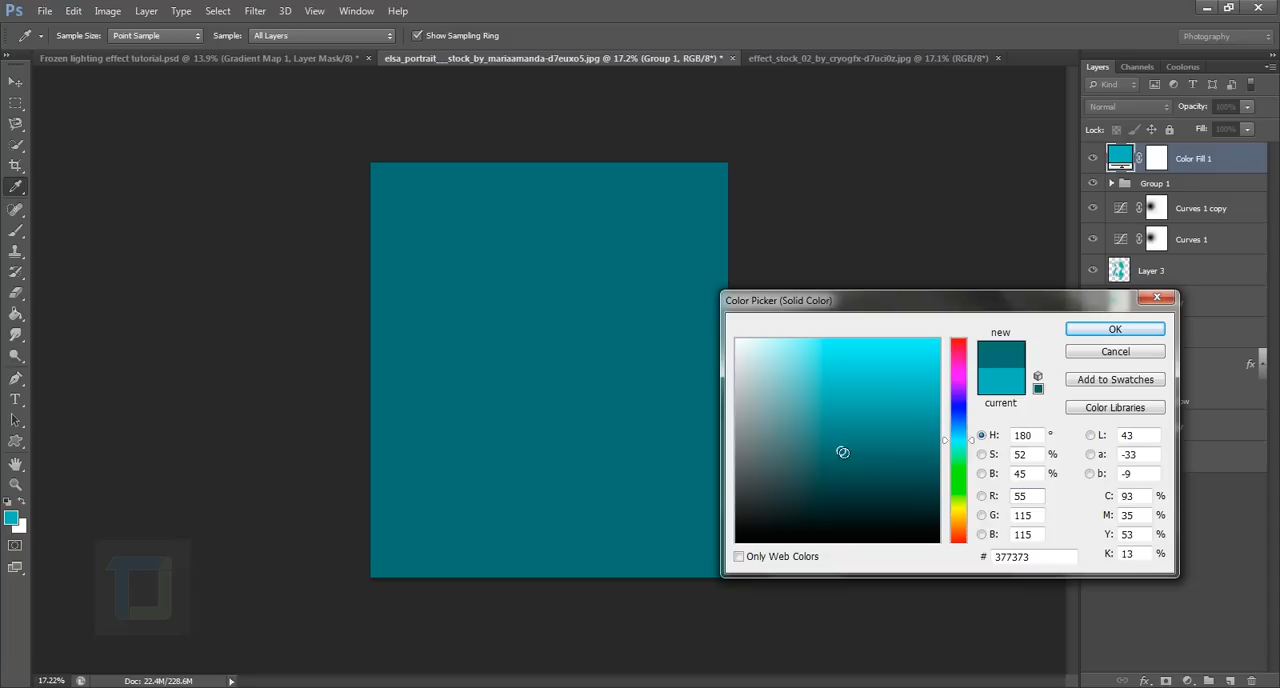 Ps File Edit Image Layer Type Select Filter 3D View Window Help
Sample Size: Point Sample Sample: All Layers Show Sampling Ring Photography
Frozen lighting effect tutorial.psd @ 13.9% (Gradient Map 1, Layer Mask/8) * × elsa_portrait___stock_by_mariaamanda-d7euxo5.jpg @ 17.2% (Group 1, RGB/8*) * × effect_stock_02_by_cryogfx-d7uci0z.jpg @ 17.1% (RGB/8*) ×
Layers Channels Coolorus
Kind
Normal Opacity: 100%
Lock: Fill: 100%
Color Fill 1
Group 1
Curves 1 copy
Curves 1
Layer 3
fx
Color Picker (Solid Color)
new
current
OK
Cancel
Add to Swatches
Color Libraries
H: 180 ° L: 43
S: 52 % a: -33
B: 45 % b: -9
R: 55 C: 93 %
G: 115 M: 35 %
B: 115 Y: 53 %
# 377373 K: 13 %
Only Web Colors
17.22% Doc: 22.4M/228.6M